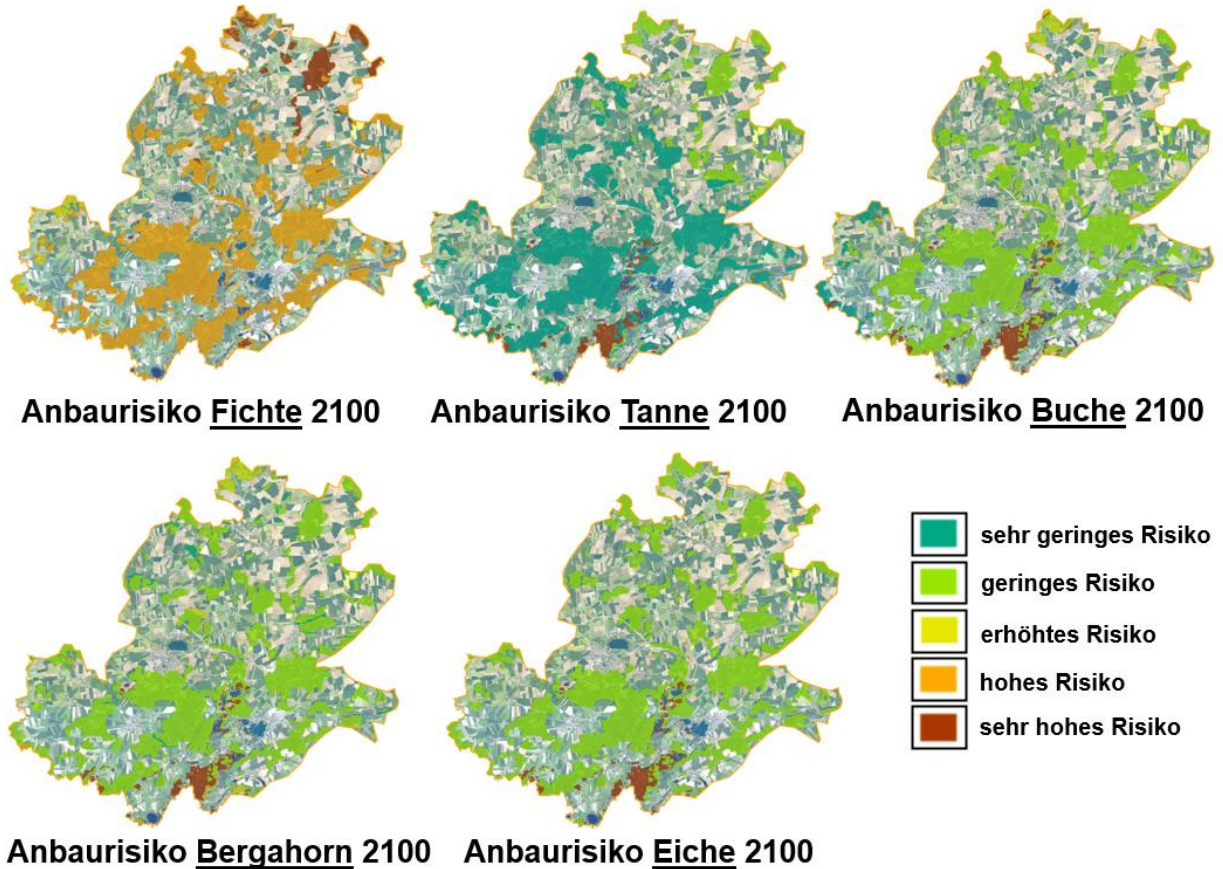 Anbaurisiko Fichte 2100
Anbaurisiko Tanne 2100
Anbaurisiko Buche 2100
Anbaurisiko Bergahorn 2100
Anbaurisiko Eiche 2100
sehr geringes Risiko
geringes Risiko
erhöhtes Risiko
hohes Risiko
sehr hohes Risiko